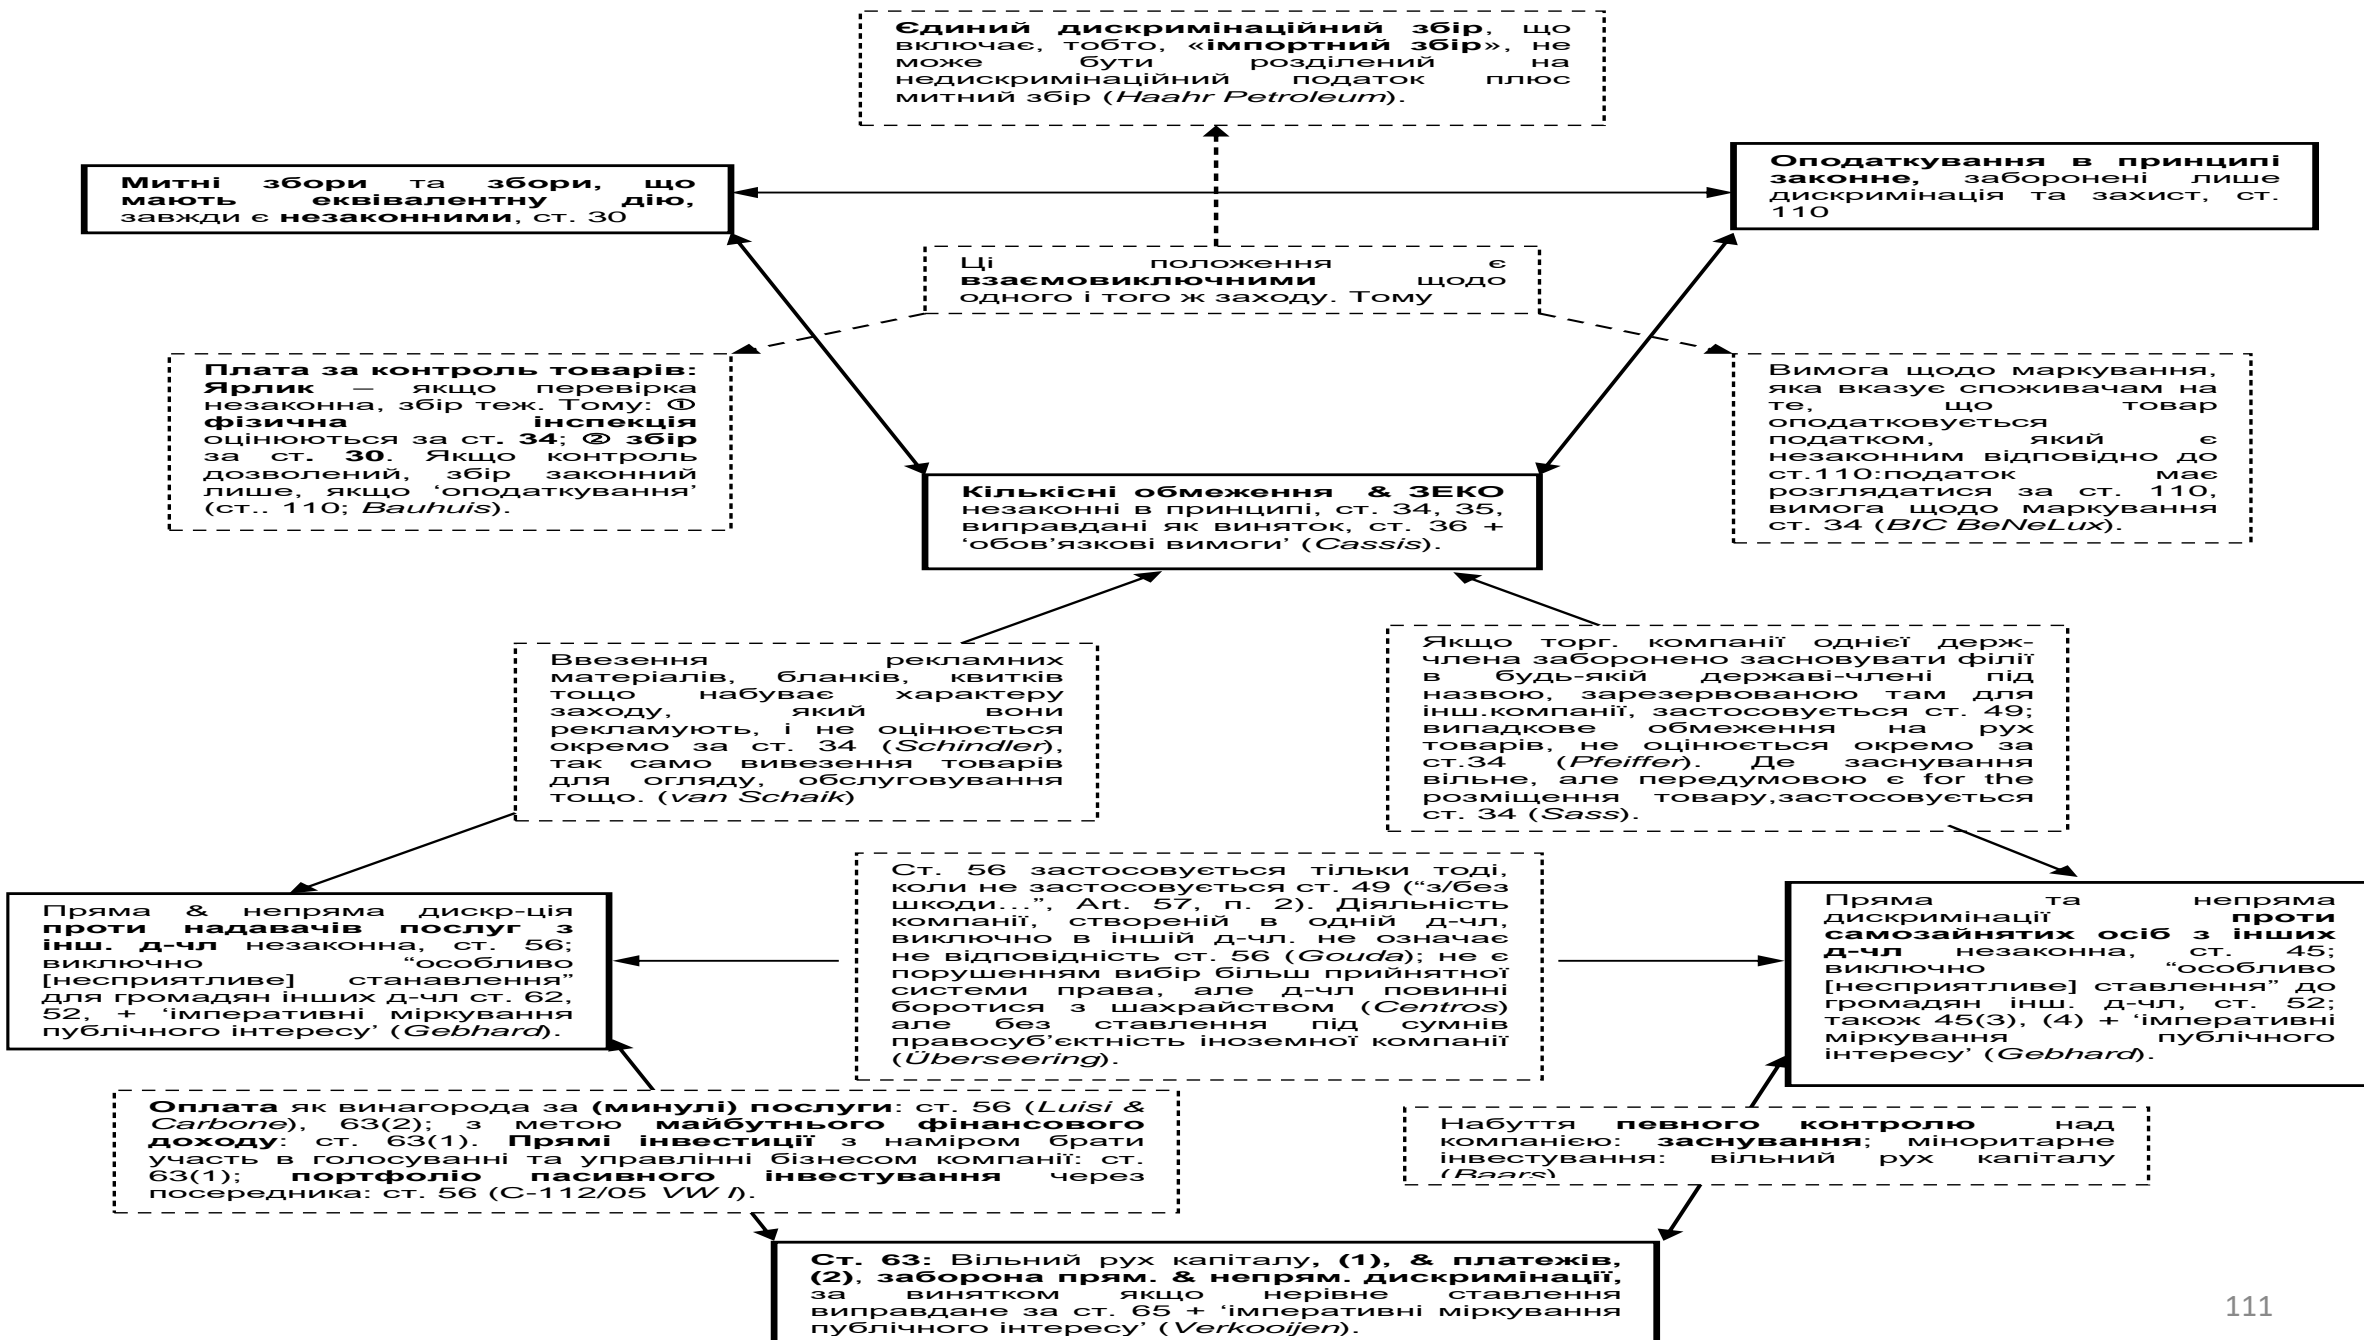 Єдиний дискримінаційний збір, що
включає, тобто, «імпортний збір», не
може бути розділений на
недискримінаційний податок плюс
митний збір (Haahr Petroleum).
Митні збори та збори, що
мають еквівалентну дію,
завжди є незаконними, ст. 30
Оподаткування в принципі
законне, заборонені лише
дискримінація та захист, ст.
110
Ці положення є
взаємовиключними щодо
одного і того ж заходу. Тому
Плата за контроль товарів:
Ярлик – якщо перевірка
незаконна, збір теж. Тому: ①
фізична інспекція
оцінюються за ст. 34; ② збір
за ст. 30. Якщо контроль
дозволений, збір законний
лише, якщо ‘оподаткування’
(ст.. 110; Bauhuis).
Вимога щодо маркування,
яка вказує споживачам на
те, що товар
оподатковується
податком, який є
незаконним відповідно до
ст.110:податок має
розглядатися за ст. 110,
вимога щодо маркування
ст. 34 (BIC BeNeLux).
Кількісні обмеження & ЗЕКО
незаконні в принципі, ст. 34, 35,
виправдані як виняток, ст. 36 +
‘обов’язкові вимоги’ (Cassis).
Ввезення рекламних
матеріалів, бланків, квитків
тощо набуває характеру
заходу, який вони
рекламують, і не оцінюється
окремо за ст. 34 (Schindler),
так само вивезення товарів
для огляду, обслуговування
тощо. (van Schaik)
Якщо торг. компанії однієї держ-
члена заборонено засновувати філії
в будь-якій державі-члені під
назвою, зарезервованою там для
інш.компанії, застосовується ст. 49;
випадкове обмеження на рух
товарів, не оцінюється окремо за
ст.34 (Pfeiffer). Де заснування
вільне, але передумовою є for the
розміщення товару,застосовується
ст. 34 (Sass).
Ст. 56 застосовується тільки тоді,
коли не застосовується ст. 49 (“з/без
шкоди...”, Art. 57, п. 2). Діяльність
компанії, створеній в одній д-чл,
виключно в іншій д-чл. не означає
не відповідність ст. 56 (Gouda); не є
порушенням вибір більш прийнятної
системи права, але д-чл повинні
боротися з шахрайством (Centros)
але без ставлення під сумнів
правосуб’єктність іноземної компанії
(Überseering).
Пряма & непряма дискр-ція
проти надавачів послуг з
інш. д-чл незаконна, ст. 56;
виключно “особливо
[несприятливе] станавлення”
для громадян інших д-чл ст. 62,
52, + ‘імперативні міркування
публічного інтересу’ (Gebhard).
Пряма та непряма
дискримінації проти
самозайнятих осіб з інших
д-чл незаконна, ст. 45;
виключно “особливо
[несприятливе] ставлення” до
громадян інш. д-чл, ст. 52;
також 45(3), (4) + ‘імперативні
міркування публічного
інтересу’ (Gebhard).
Оплата як винагорода за (минулі) послуги: ст. 56 (Luisi &
Carbone), 63(2); з метою майбутнього фінансового
доходу: ст. 63(1). Прямі інвестиції з наміром брати
участь в голосуванні та управлінні бізнесом компанії: ст.
63(1); портфоліо пасивного інвестування через
посередника: ст. 56 (C-112/05 VW I).
Набуття певного контролю над
компанією: заснування; міноритарне
інвестування: вільний рух капіталу
(Baars)
Ст. 63: Вільний рух капіталу, (1), & платежів,
(2), заборона прям. & непрям. дискримінації,
за винятком якщо нерівне ставлення
виправдане за ст. 65 + ‘імперативні міркування
публічного інтересу’ (Verkooijen).
111